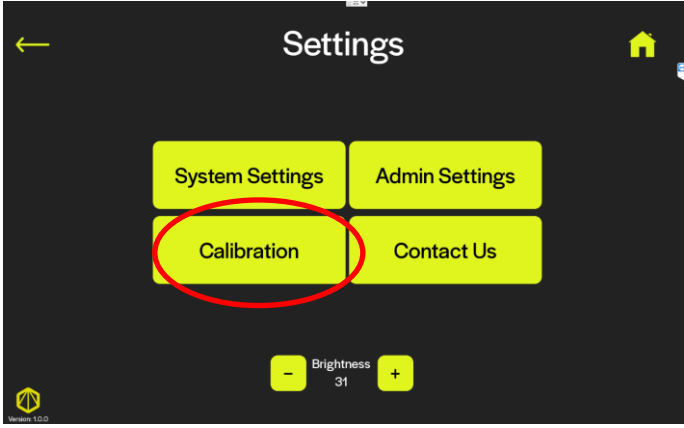 Settings
System Settings
Admin Settings
Calibration
Contact Us
-
Brightness
31
+
Version: 1.0.0